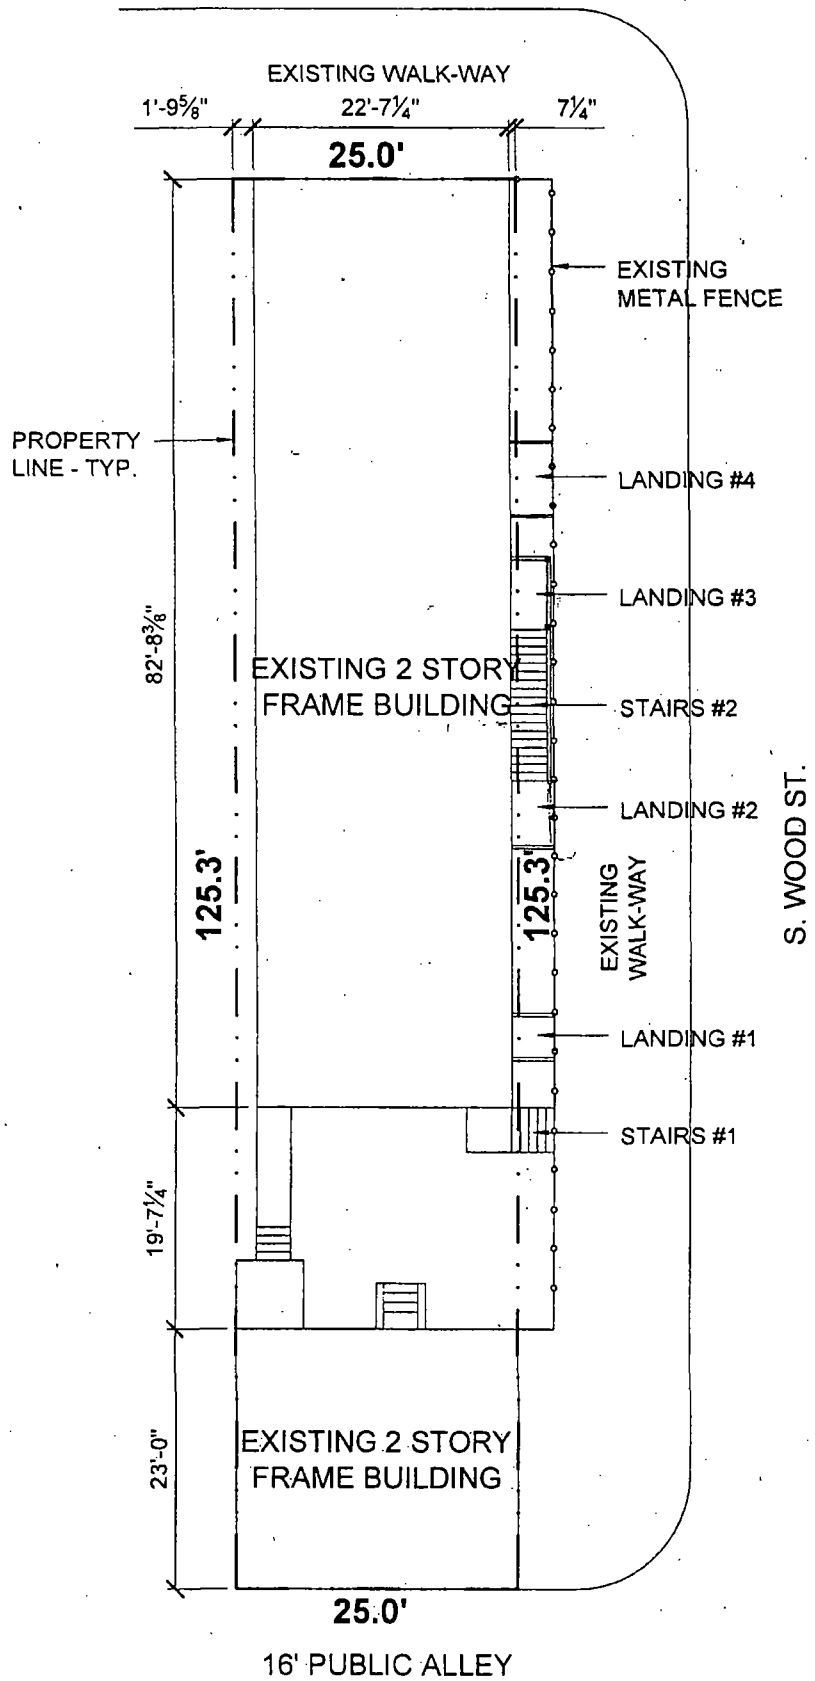 EXISTING WALK-WAY
1'-9⅝" 22'-7¼" 7¼"
25.0'
EXISTING
METAL FENCE
PROPERTY
LINE - TYP.
LANDING #4
LANDING #3
82'-8⅜"
EXISTING 2 STORY
FRAME BUILDING
STAIRS #2
LANDING #2
125.3'
125.3'
EXISTING
WALK-WAY
S. WOOD ST.
LANDING #1
STAIRS #1
19'-7¼"
23'-0"
EXISTING 2 STORY
FRAME BUILDING
25.0'
16' PUBLIC ALLEY